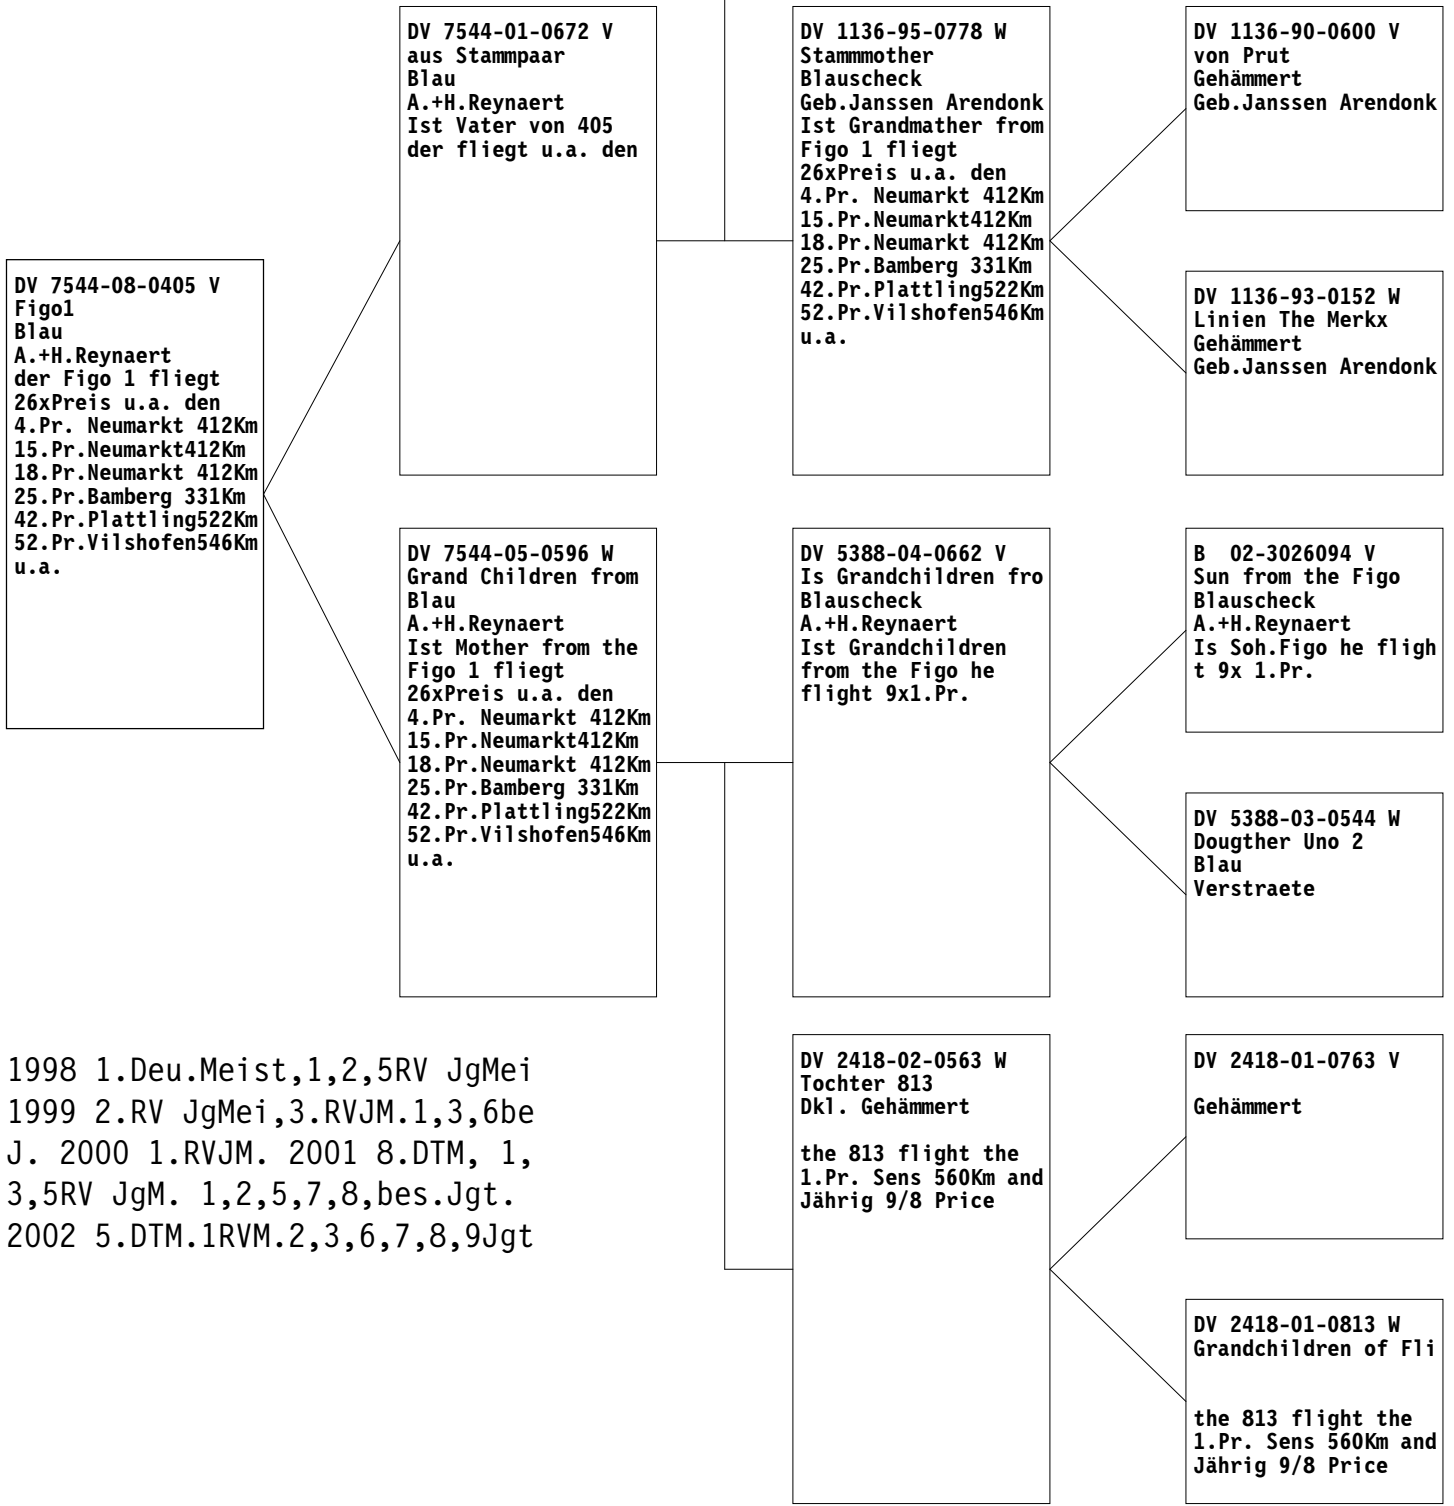 DV 7544-08-0405 V
Figo1
Blau
A.+H.Reynaert
der Figo 1 fliegt
26xPreis u.a. den
4.Pr. Neumarkt 412Km
15.Pr.Neumarkt412Km
18.Pr.Neumarkt 412Km
25.Pr.Bamberg 331Km
42.Pr.Plattling522Km
52.Pr.Vilshofen546Km
u.a.
DV 7544-01-0672 V
aus Stammpaar
Blau
A.+H.Reynaert
Ist Vater von 405
der fliegt u.a. den
DV 7544-05-0596 W
Grand Children from
Blau
A.+H.Reynaert
Ist Mother from the
Figo 1 fliegt
26xPreis u.a. den
4.Pr. Neumarkt 412Km
15.Pr.Neumarkt412Km
18.Pr.Neumarkt 412Km
25.Pr.Bamberg 331Km
42.Pr.Plattling522Km
52.Pr.Vilshofen546Km
u.a.
DV 1136-95-0778 W
Stammmother
Blauscheck
Geb.Janssen Arendonk
Ist Grandmather from
Figo 1 fliegt
26xPreis u.a. den
4.Pr. Neumarkt 412Km
15.Pr.Neumarkt412Km
18.Pr.Neumarkt 412Km
25.Pr.Bamberg 331Km
42.Pr.Plattling522Km
52.Pr.Vilshofen546Km
u.a.
DV 5388-04-0662 V
Is Grandchildren fro
Blauscheck
A.+H.Reynaert
Ist Grandchildren
from the Figo he
flight 9x1.Pr.
DV 2418-02-0563 W
Tochter 813
Dkl. Gehämmert
the 813 flight the
1.Pr. Sens 560Km and
Jährig 9/8 Price
DV 1136-90-0600 V
von Prut
Gehämmert
Geb.Janssen Arendonk
DV 1136-93-0152 W
Linien The Merkx
Gehämmert
Geb.Janssen Arendonk
B  02-3026094 V
Sun from the Figo
Blauscheck
A.+H.Reynaert
Is Soh.Figo he fligh
t 9x 1.Pr.
DV 5388-03-0544 W
Dougther Uno 2
Blau
Verstraete
DV 2418-01-0763 V
Gehämmert
DV 2418-01-0813 W
Grandchildren of Fli
the 813 flight the
1.Pr. Sens 560Km and
Jährig 9/8 Price
1998 1.Deu.Meist,1,2,5RV JgMei
1999 2.RV JgMei,3.RVJM.1,3,6be
J. 2000 1.RVJM. 2001 8.DTM, 1,
3,5RV JgM. 1,2,5,7,8,bes.Jgt.
2002 5.DTM.1RVM.2,3,6,7,8,9Jgt